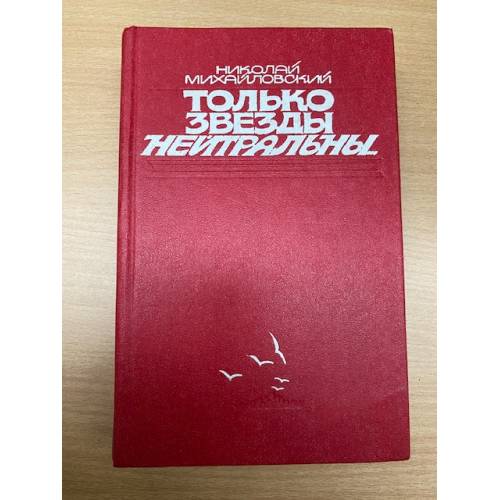 НИКОЛАЙ
МИХАЙЛОВСКИЙ
ТОЛЬКО
ЗВЕЗДЫ
НЕЙТРАЛЬНЫ